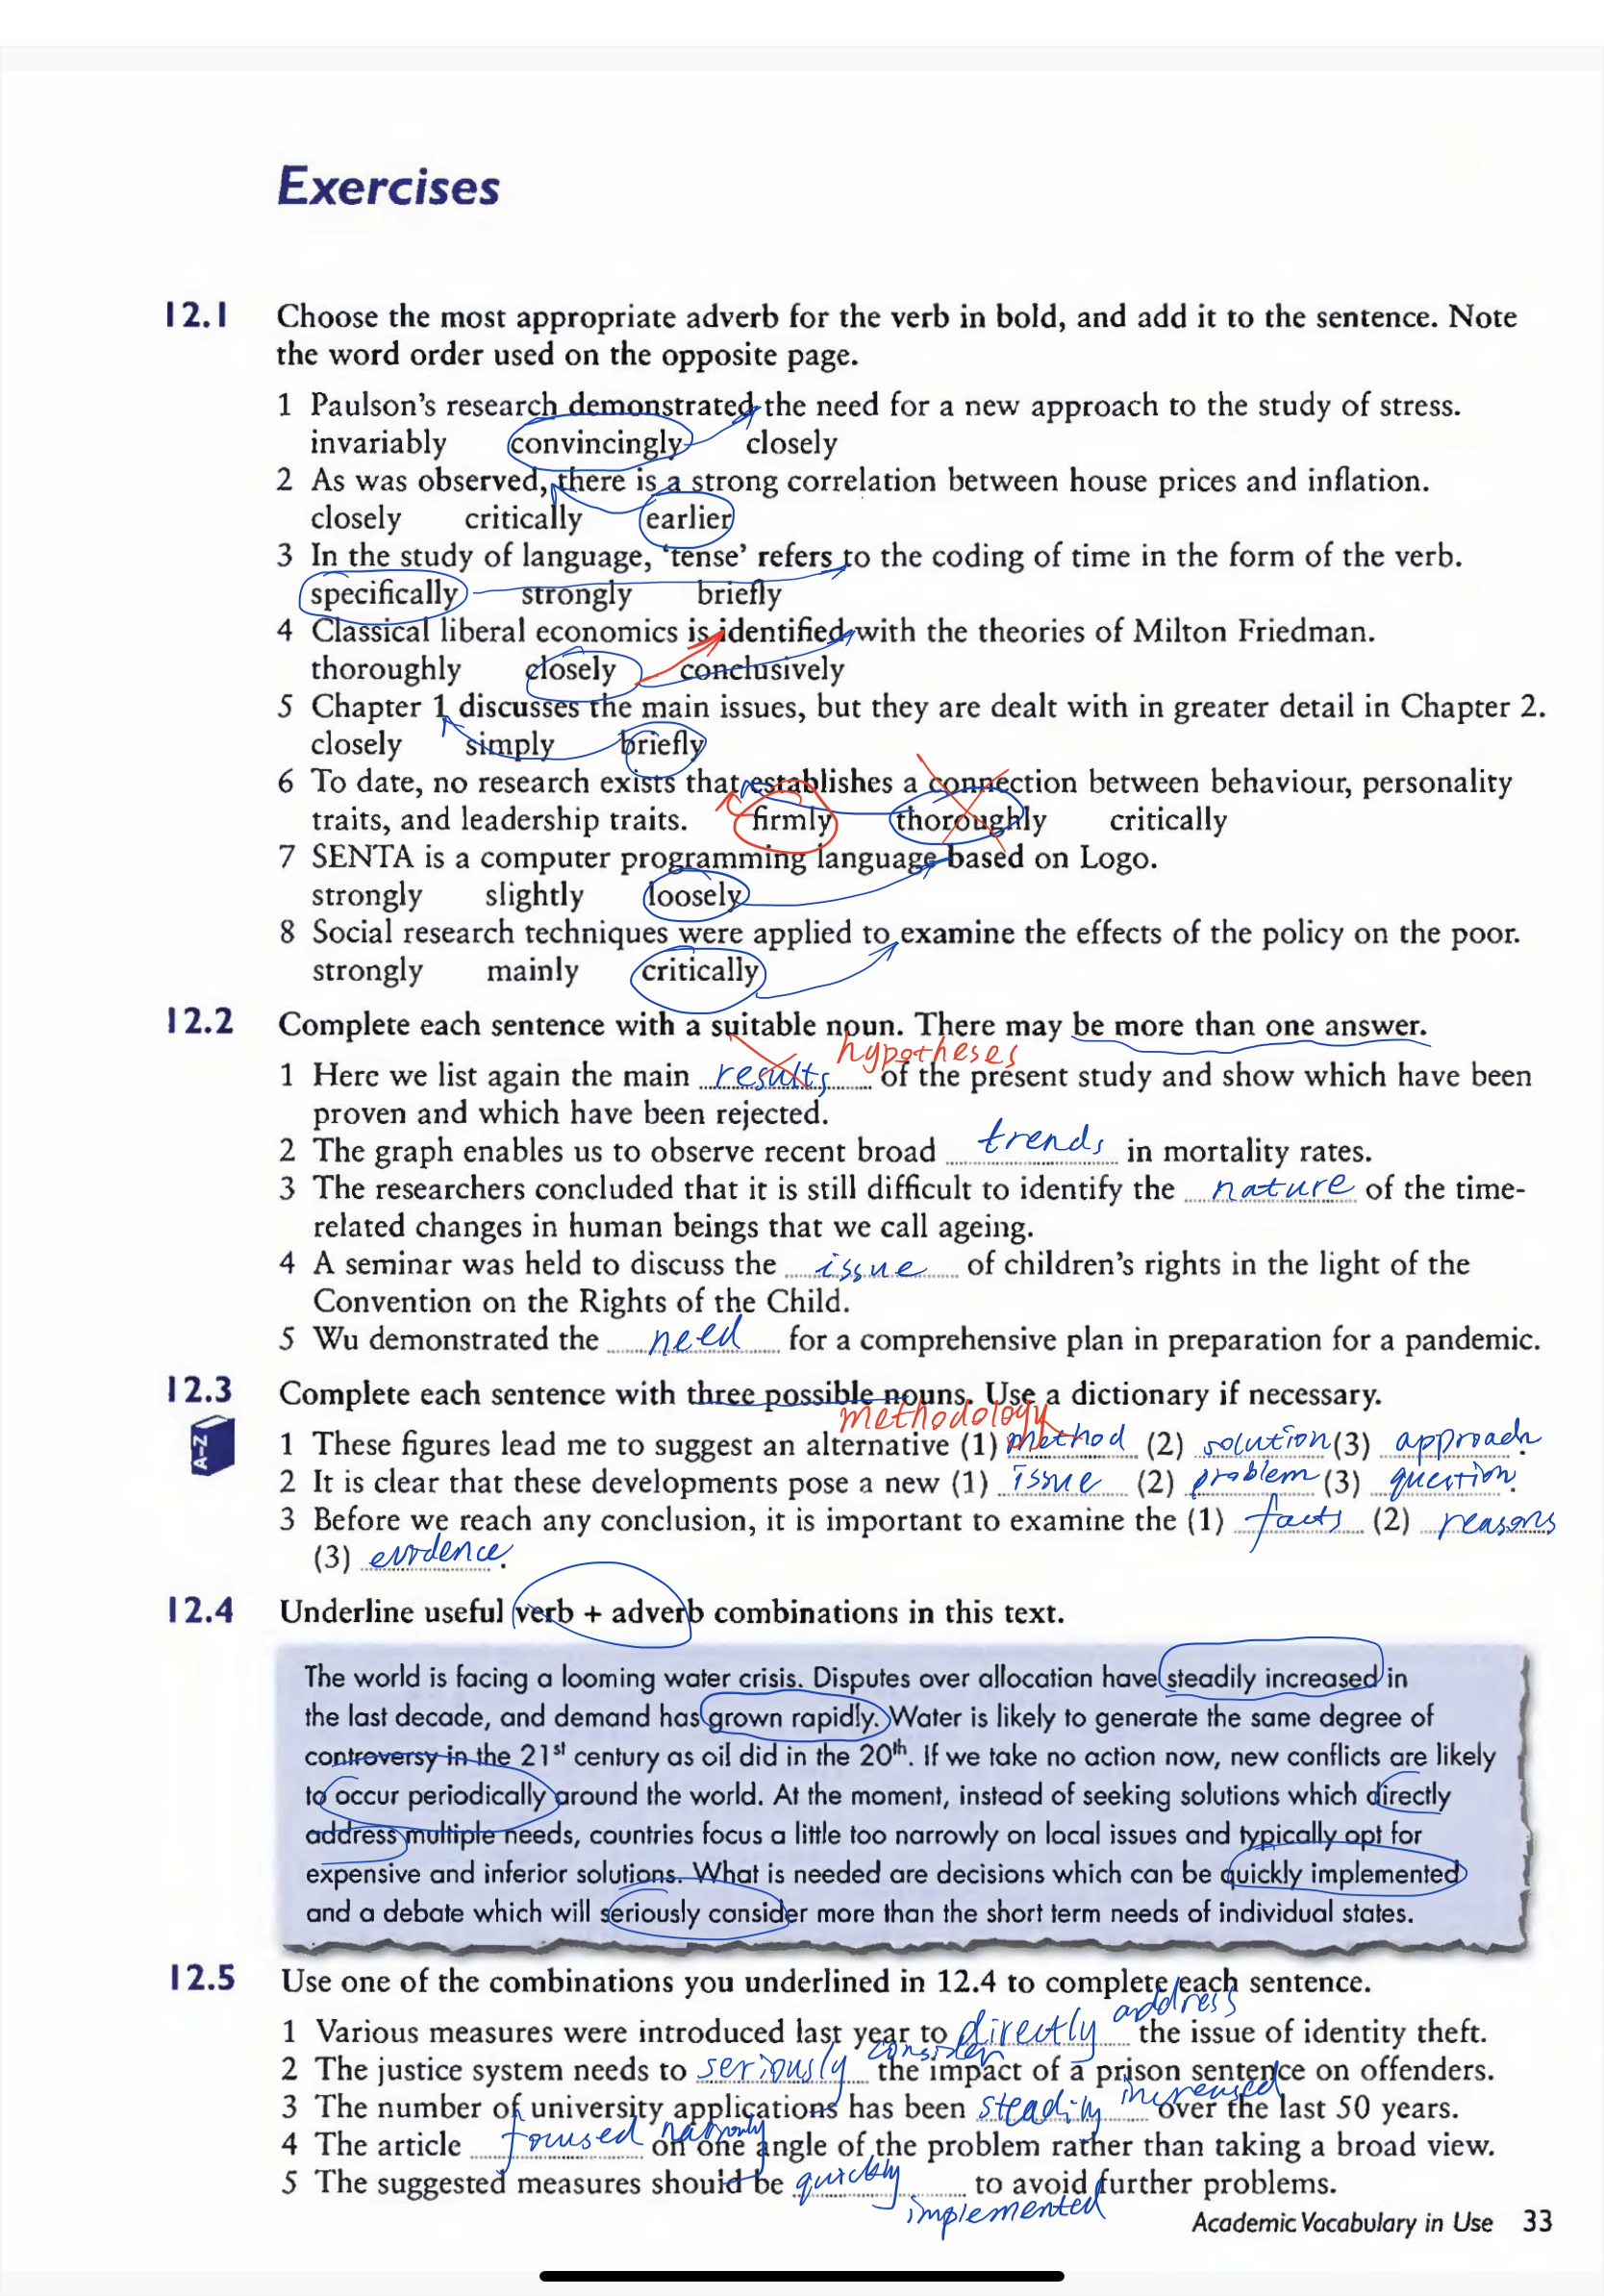 Exercises
12.1 Choose the most appropriate adverb for the verb in bold, and add it to the sentence. Note
the word order used on the opposite page.
1 Paulson's research demonstrated the need for a new approach to the study of stress.
invariably convincingly closely
2 As was observed, there is a strong correlation between house prices and inflation.
closely critically earlier
3 In the study of language, 'tense' refers to the coding of time in the form of the verb.
specifically strongly briefly
4 Classical liberal economics is identified with the theories of Milton Friedman.
thoroughly closely conclusively
5 Chapter 1 discusses the main issues, but they are dealt with in greater detail in Chapter 2.
closely simply briefly
6 To date, no research exists that establishes a connection between behaviour, personality
traits, and leadership traits. firmly thoroughly critically
7 SENTA is a computer programming language based on Logo.
strongly slightly loosely
8 Social research techniques were applied to examine the effects of the policy on the poor.
strongly mainly critically
12.2 Complete each sentence with a suitable noun. There may be more than one answer.
hypotheses
1 Here we list again the main results of the present study and show which have been
proven and which have been rejected.
2 The graph enables us to observe recent broad trends in mortality rates.
3 The researchers concluded that it is still difficult to identify the nature of the time-
related changes in human beings that we call ageing.
4 A seminar was held to discuss the issue of children's rights in the light of the
Convention on the Rights of the Child.
5 Wu demonstrated the need for a comprehensive plan in preparation for a pandemic.
12.3 Complete each sentence with three possible nouns. Use a dictionary if necessary.
A-Z
methodology
1 These figures lead me to suggest an alternative (1) method (2) solution (3) approach.
2 It is clear that these developments pose a new (1) issue (2) problem (3) question.
3 Before we reach any conclusion, it is important to examine the (1) facts (2) reasons
(3) evidence.
12.4 Underline useful verb + adverb combinations in this text.
The world is facing a looming water crisis. Disputes over allocation have steadily increased in
the last decade, and demand has grown rapidly. Water is likely to generate the same degree of
controversy in the 21st century as oil did in the 20th. If we take no action now, new conflicts are likely
to occur periodically around the world. At the moment, instead of seeking solutions which directly
address multiple needs, countries focus a little too narrowly on local issues and typically opt for
expensive and inferior solutions. What is needed are decisions which can be quickly implemented
and a debate which will seriously consider more than the short term needs of individual states.
12.5 Use one of the combinations you underlined in 12.4 to complete each sentence.
1 Various measures were introduced last year to directly address the issue of identity theft.
2 The justice system needs to seriously consider the impact of a prison sentence on offenders.
3 The number of university applications has been steadily increased over the last 50 years.
4 The article focused narrowly on one angle of the problem rather than taking a broad view.
5 The suggested measures should be quickly implemented to avoid further problems.
Academic Vocabulary in Use 33